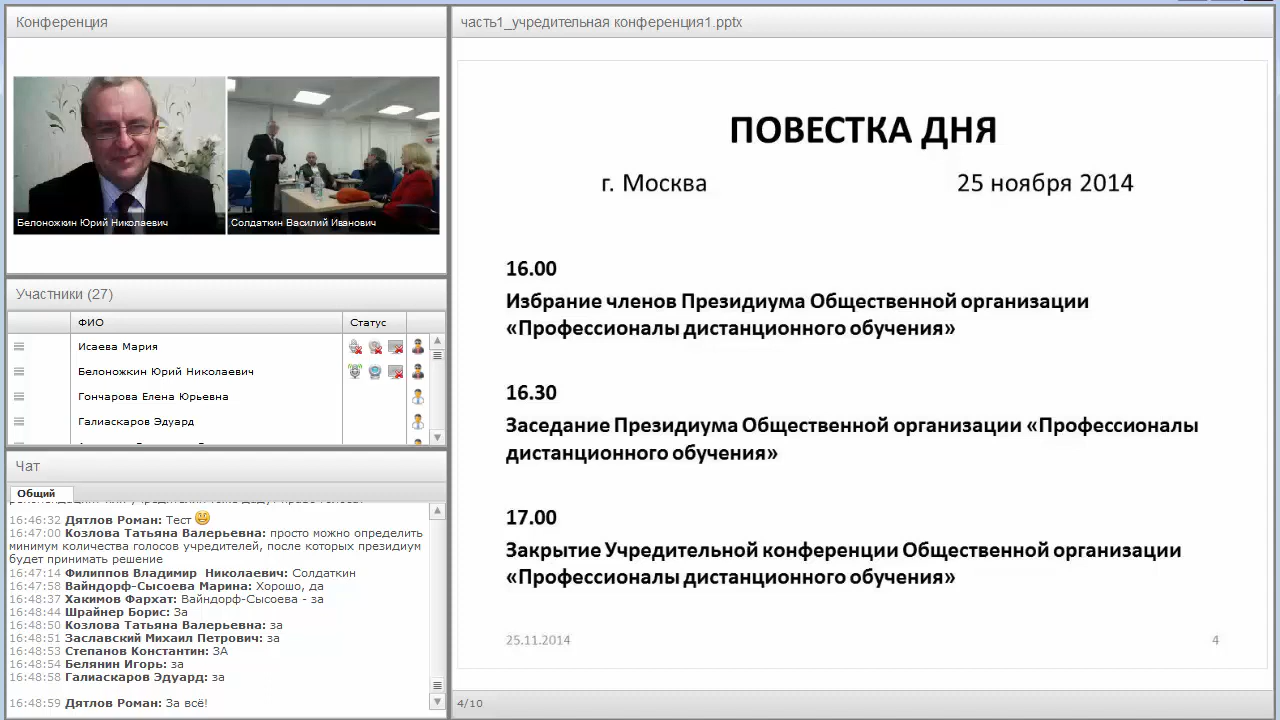 Конференция
Белоножкин Юрий Николаевич
Солдаткин Василий Иванович
Участники (27)
ФИО
Статус
Исаева Мария
Белоножкин Юрий Николаевич
Гончарова Елена Юрьевна
Галиаскаров Эдуард
Чат
Общий
16:46:32 Дятлов Роман: Тест
16:47:00 Козлова Татьяна Валерьевна: просто можно определить
минимум количества голосов учредителей, после которых президиум
будет принимать решение
16:47:14 Филиппов Владимир Николаевич: Солдаткин
16:47:58 Вайндорф-Сысоева Марина: Хорошо, да
16:48:37 Хакимов Фархат: Вайндорф-Сысоева - за
16:48:44 Шрайнер Борис: За
16:48:50 Козлова Татьяна Валерьевна: за
16:48:51 Заславский Михаил Петрович: за
16:48:53 Степанов Константин: ЗА
16:48:54 Белянин Игорь: за
16:48:58 Галиаскаров Эдуард: за
16:48:59 Дятлов Роман: За всё!
часть1_учредительная конференция1.pptx
ПОВЕСТКА ДНЯ
г. Москва
25 ноября 2014
16.00
Избрание членов Президиума Общественной организации
«Профессионалы дистанционного обучения»
16.30
Заседание Президиума Общественной организации «Профессионалы
дистанционного обучения»
17.00
Закрытие Учредительной конференции Общественной организации
«Профессионалы дистанционного обучения»
25.11.2014
4
4/10